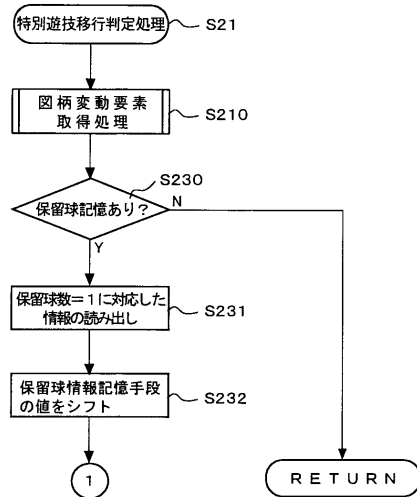 特別遊技移行判定処理
S21
図柄変動要素
取得処理
S210
S230
保留球記憶あり?
N
Y
保留球数=1に対応した
情報の読み出し
S231
保留球情報記憶手段
の値をシフト
S232
1
RETURN